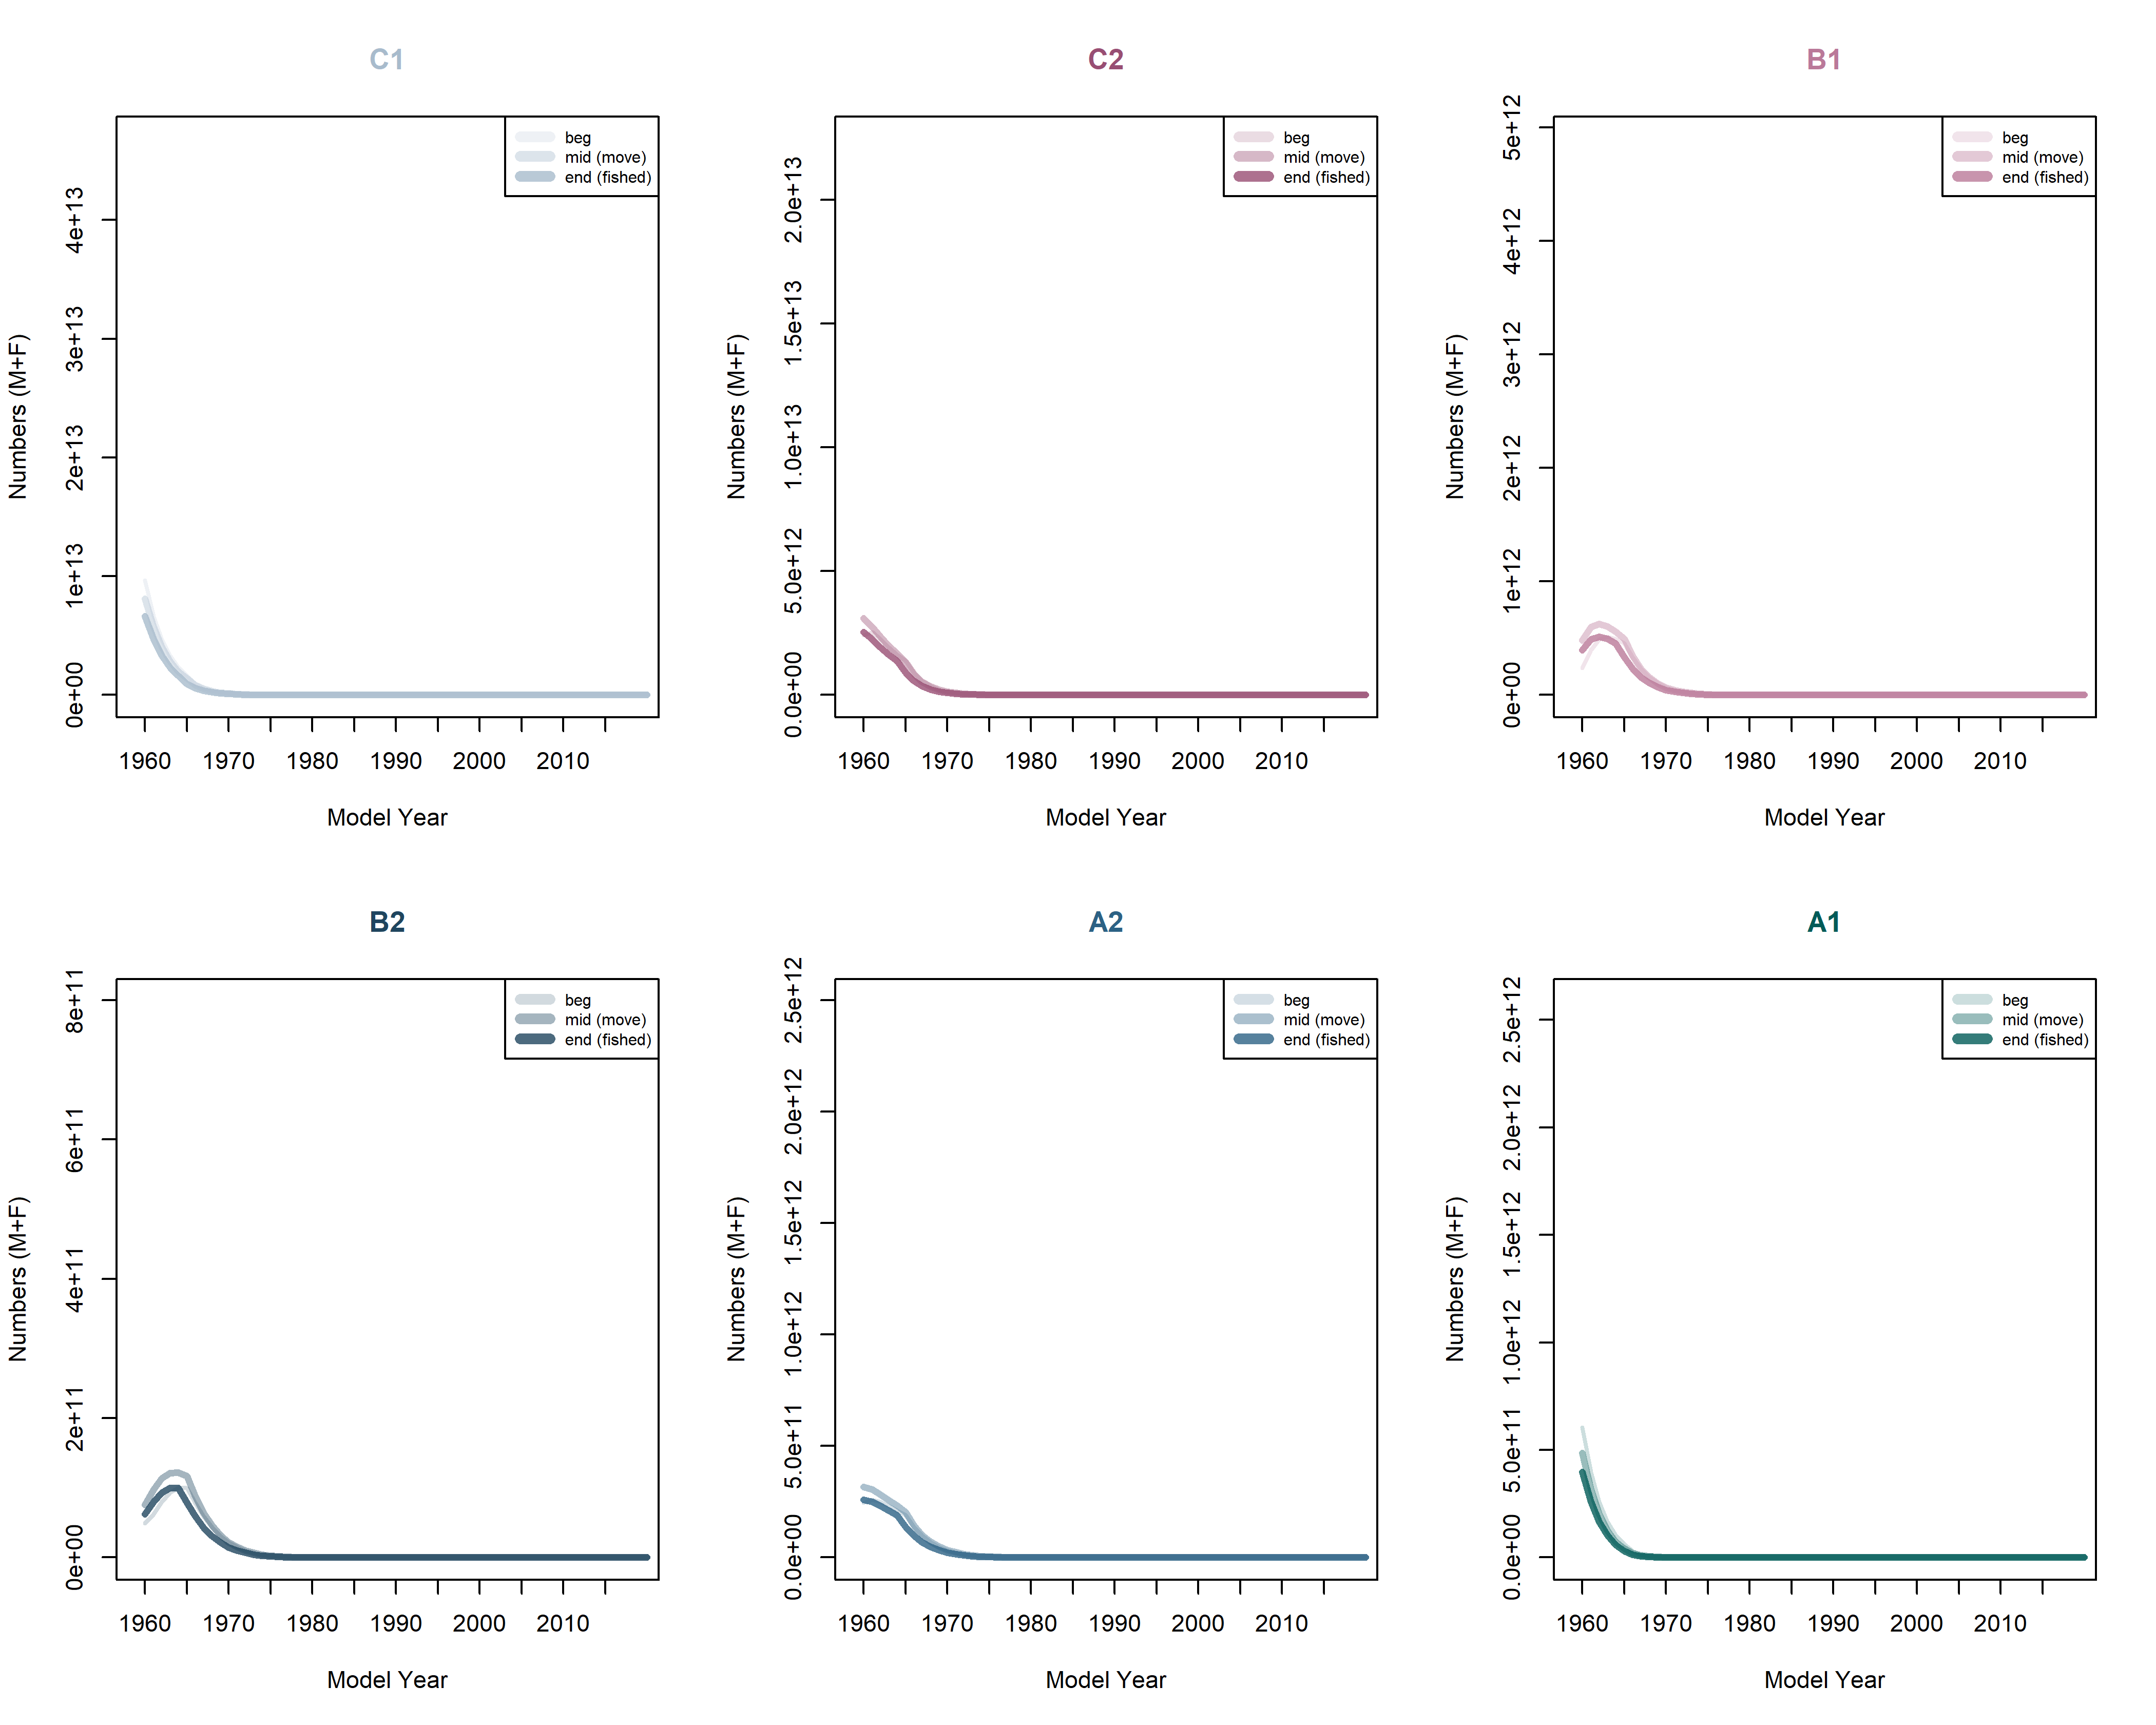 C1
beg
mid (move)
end (fished)
Numbers (M+F)
0e+00 1e+13 2e+13 3e+13 4e+13
1960 1970 1980 1990 2000 2010
Model Year
C2
beg
mid (move)
end (fished)
Numbers (M+F)
0.0e+00 5.0e+12 1.0e+13 1.5e+13 2.0e+13
1960 1970 1980 1990 2000 2010
Model Year
B1
beg
mid (move)
end (fished)
Numbers (M+F)
0e+00 1e+12 2e+12 3e+12 4e+12 5e+12
1960 1970 1980 1990 2000 2010
Model Year
B2
beg
mid (move)
end (fished)
Numbers (M+F)
0e+00 2e+11 4e+11 6e+11 8e+11
1960 1970 1980 1990 2000 2010
Model Year
A2
beg
mid (move)
end (fished)
Numbers (M+F)
0.0e+00 5.0e+11 1.0e+12 1.5e+12 2.0e+12 2.5e+12
1960 1970 1980 1990 2000 2010
Model Year
A1
beg
mid (move)
end (fished)
Numbers (M+F)
0.0e+00 5.0e+11 1.0e+12 1.5e+12 2.0e+12 2.5e+12
1960 1970 1980 1990 2000 2010
Model Year